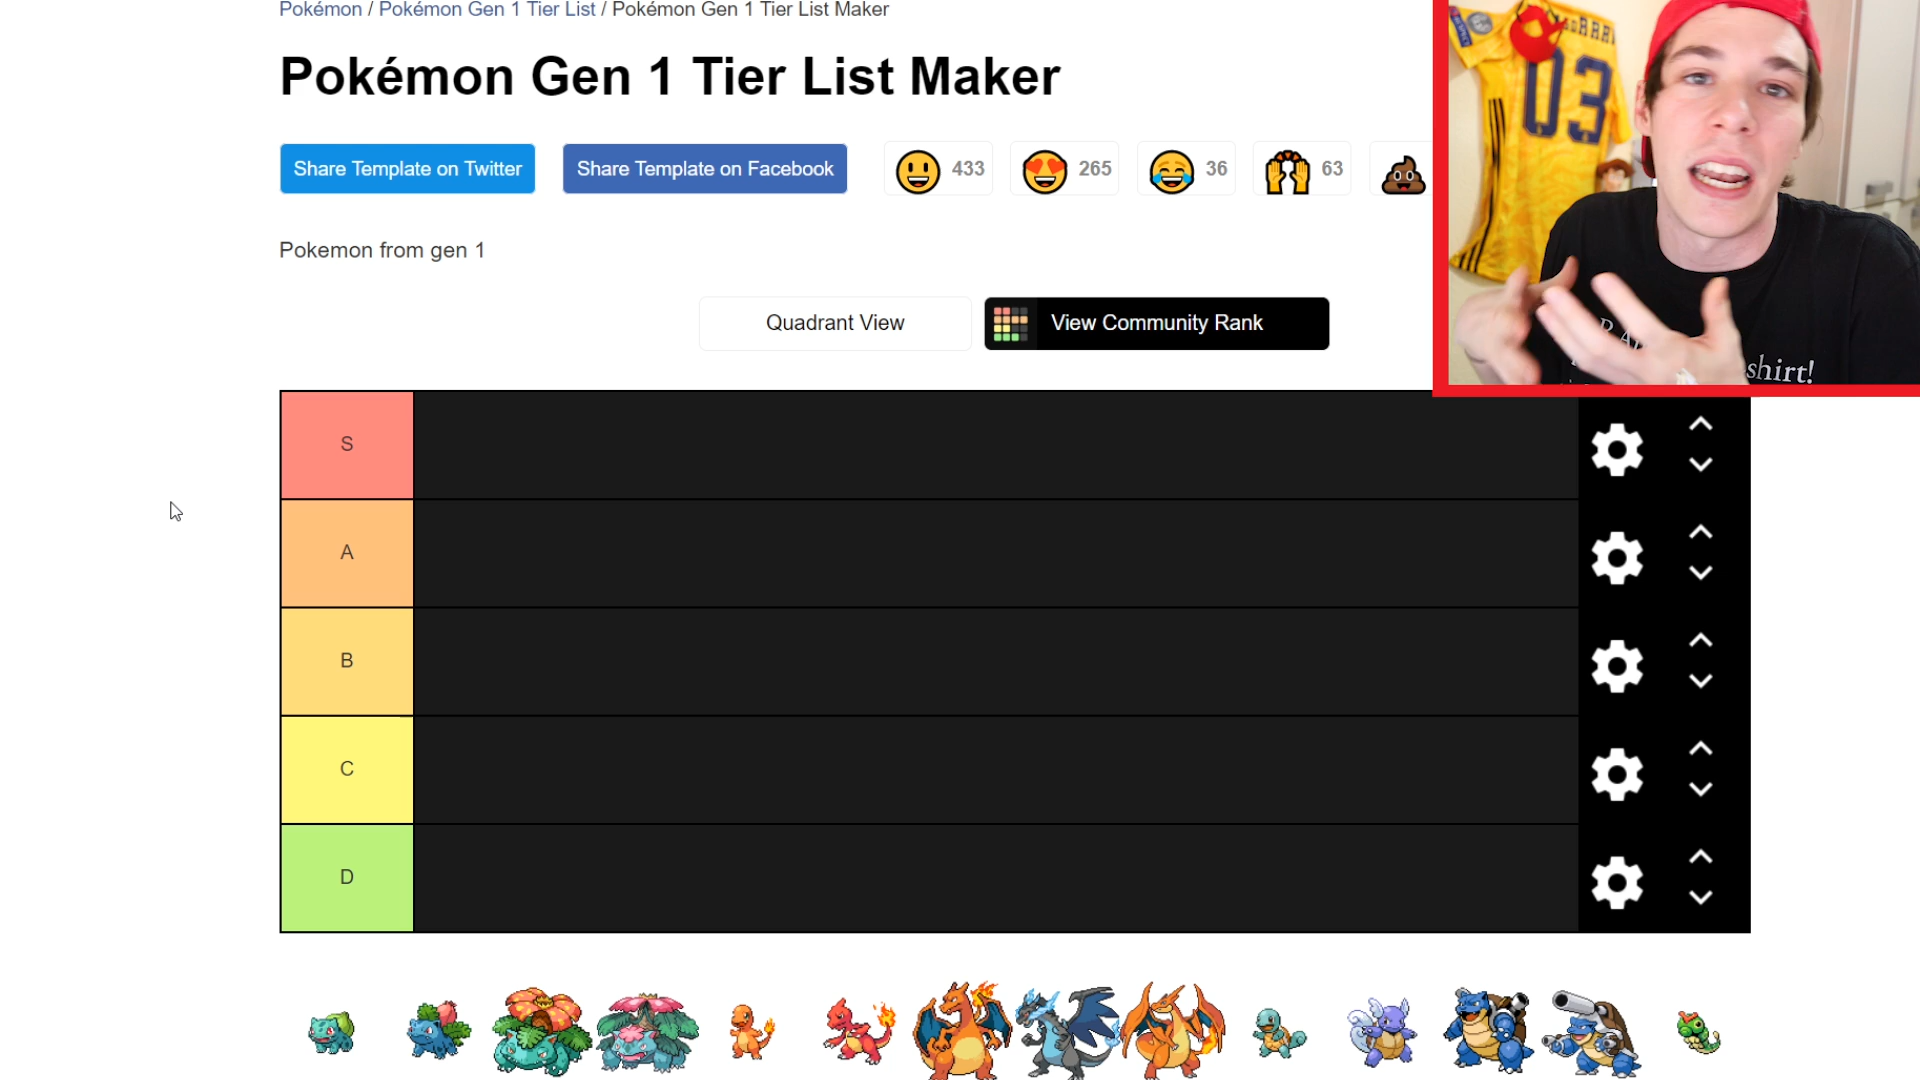 Pokémon / Pokémon Gen 1 Tier List / Pokémon Gen 1 Tier List Maker
Pokémon Gen 1 Tier List Maker
Share Template on Twitter
Share Template on Facebook
433
265
36
63
03
Pokemon from gen 1
Quadrant View
View Community Rank
shirt!
S
A
B
C
D